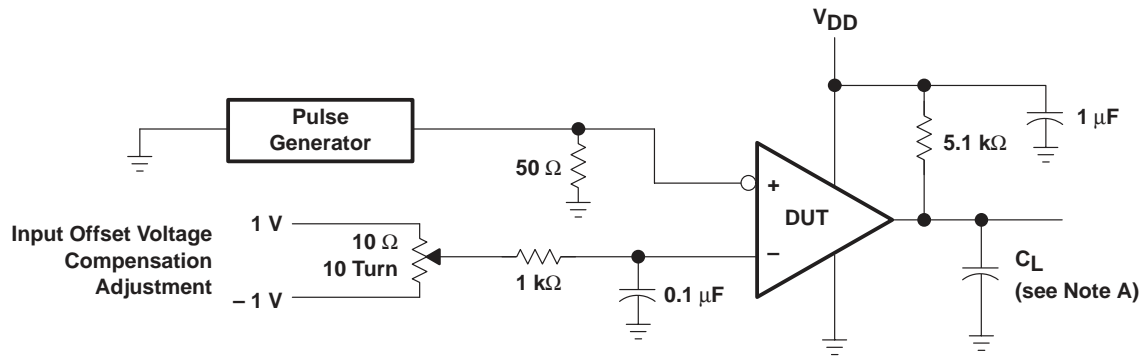 VDD
Pulse
Generator
1 μF
5.1 kΩ
50 Ω
+
DUT
1 V
Input Offset Voltage
Compensation
Adjustment
10 Ω
10 Turn
−
CL
(see Note A)
1 kΩ
0.1 μF
– 1 V